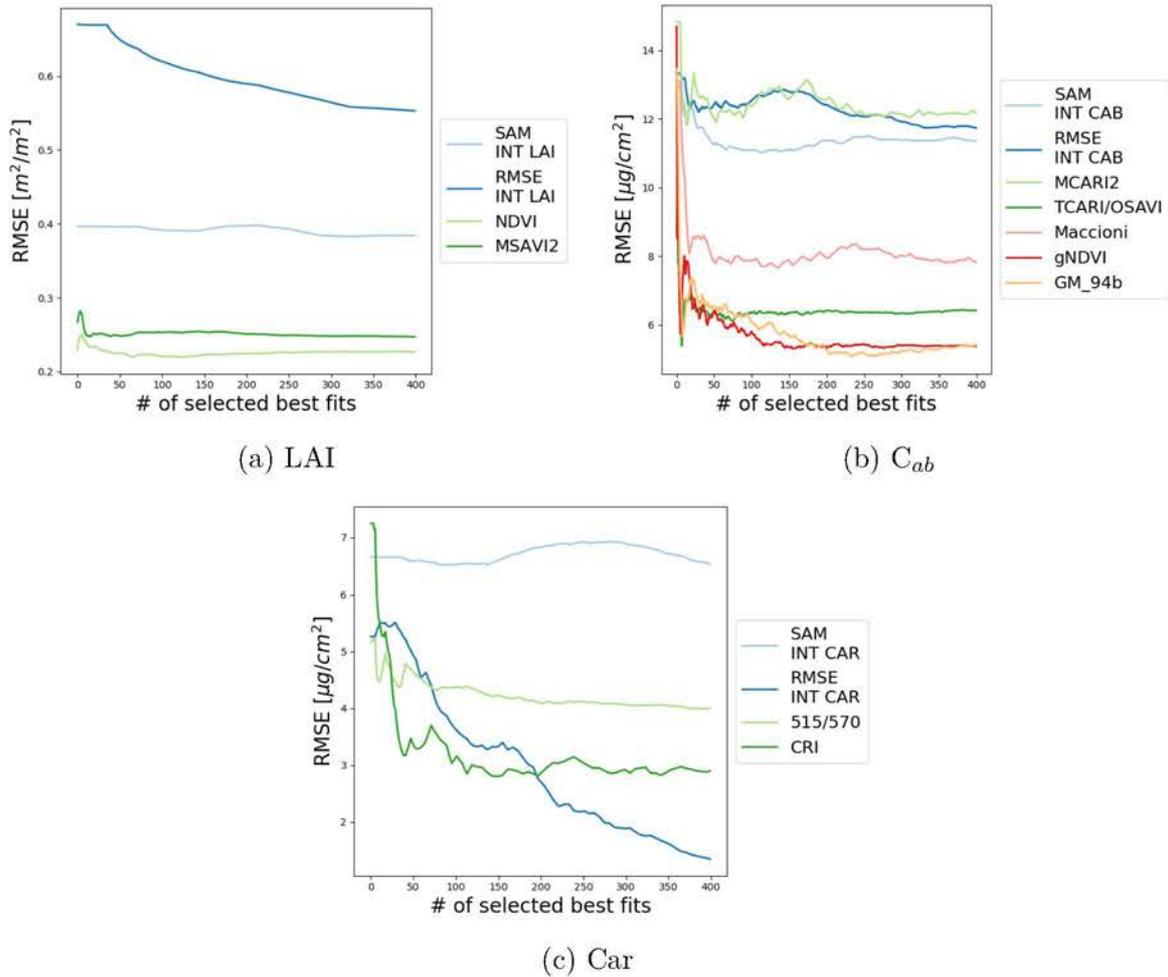 RMSE [m²/m²]
0.6
0.5
0.4
0.3
0.2
0 50 100 150 200 250 300 350 400
# of selected best fits
SAM
INT LAI
RMSE
INT LAI
NDVI
MSAVI2
(a) LAI
RMSE [μg/cm²]
14
12
10
8
6
0 50 100 150 200 250 300 350 400
# of selected best fits
SAM
INT CAB
RMSE
INT CAB
MCARI2
TCARI/OSAVI
Maccioni
gNDVI
GM_94b
(b) Cab
RMSE [μg/cm²]
7
6
5
4
3
2
0 50 100 150 200 250 300 350 400
# of selected best fits
SAM
INT CAR
RMSE
INT CAR
515/570
CRI
(c) Car